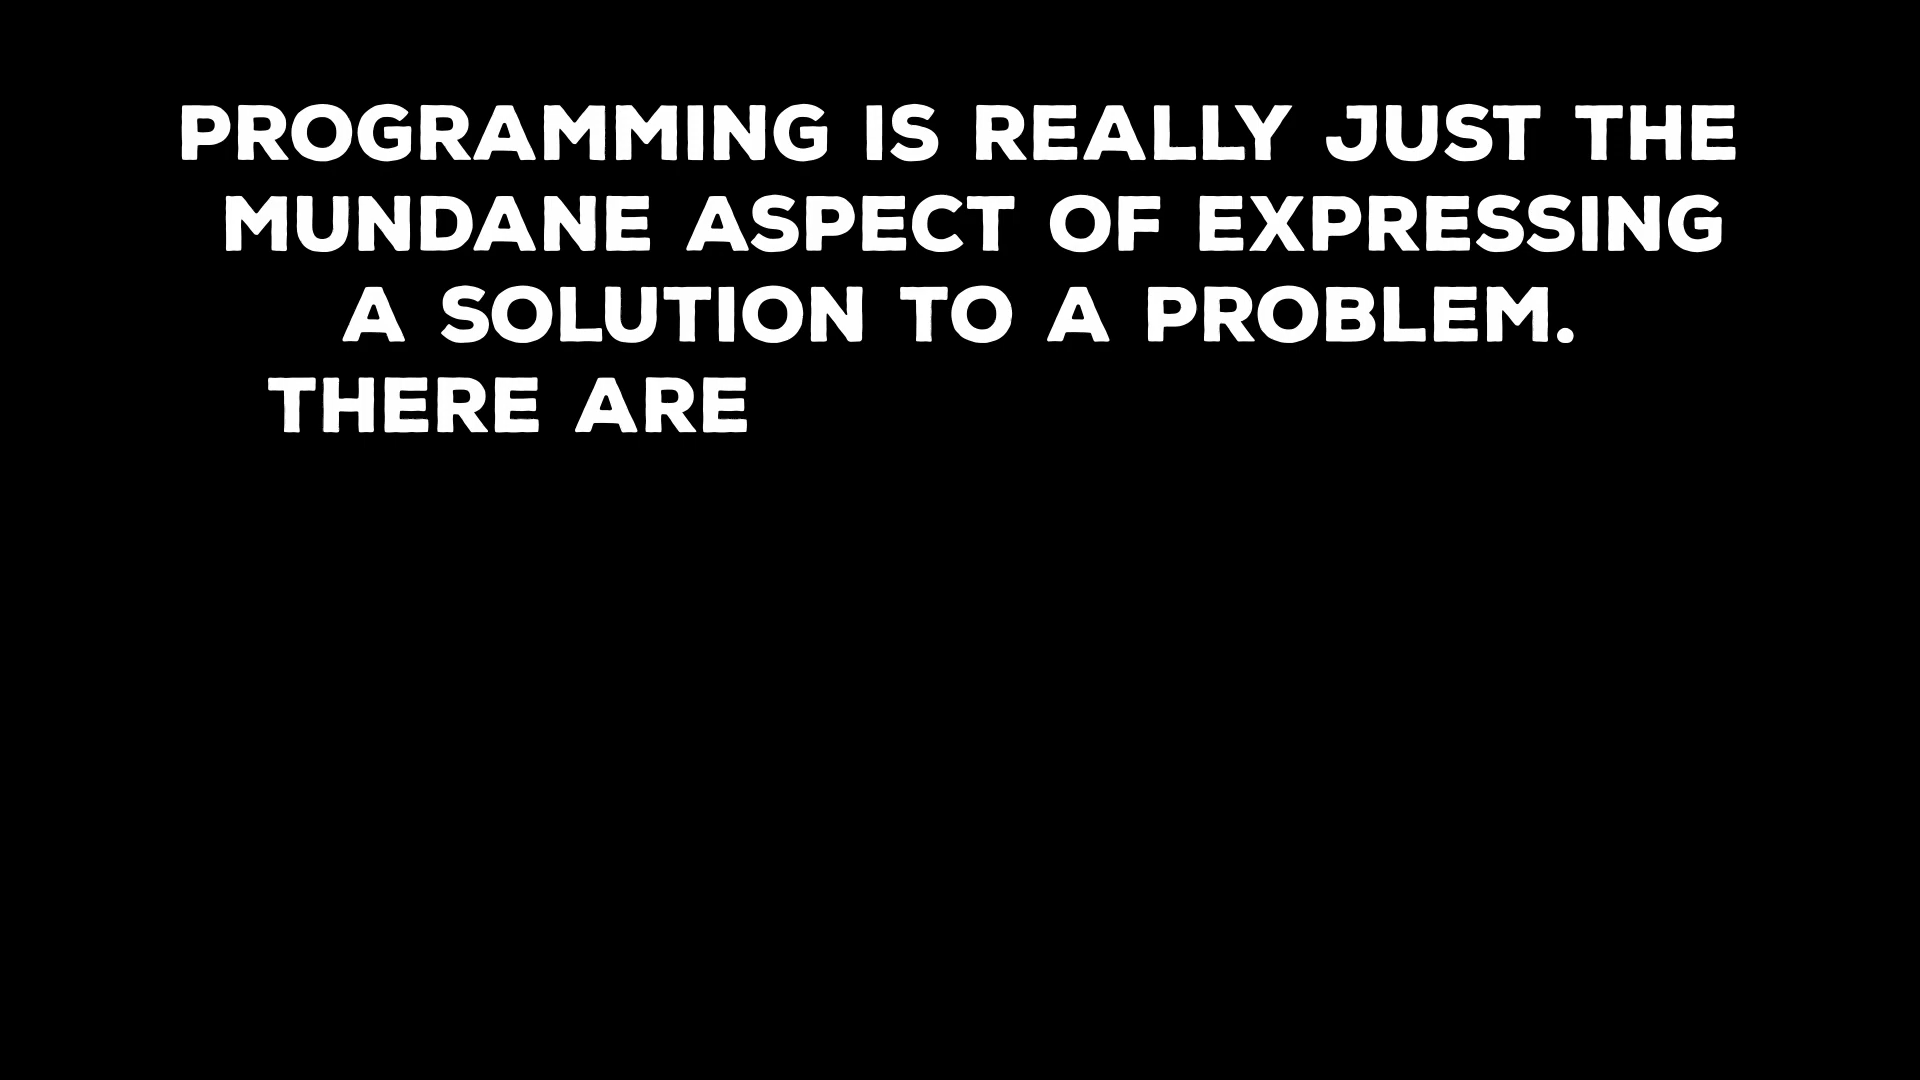 PROGRAMMING IS REALLY JUST THE
MUNDANE ASPECT OF EXPRESSING
A SOLUTION TO A PROBLEM.
THERE ARE